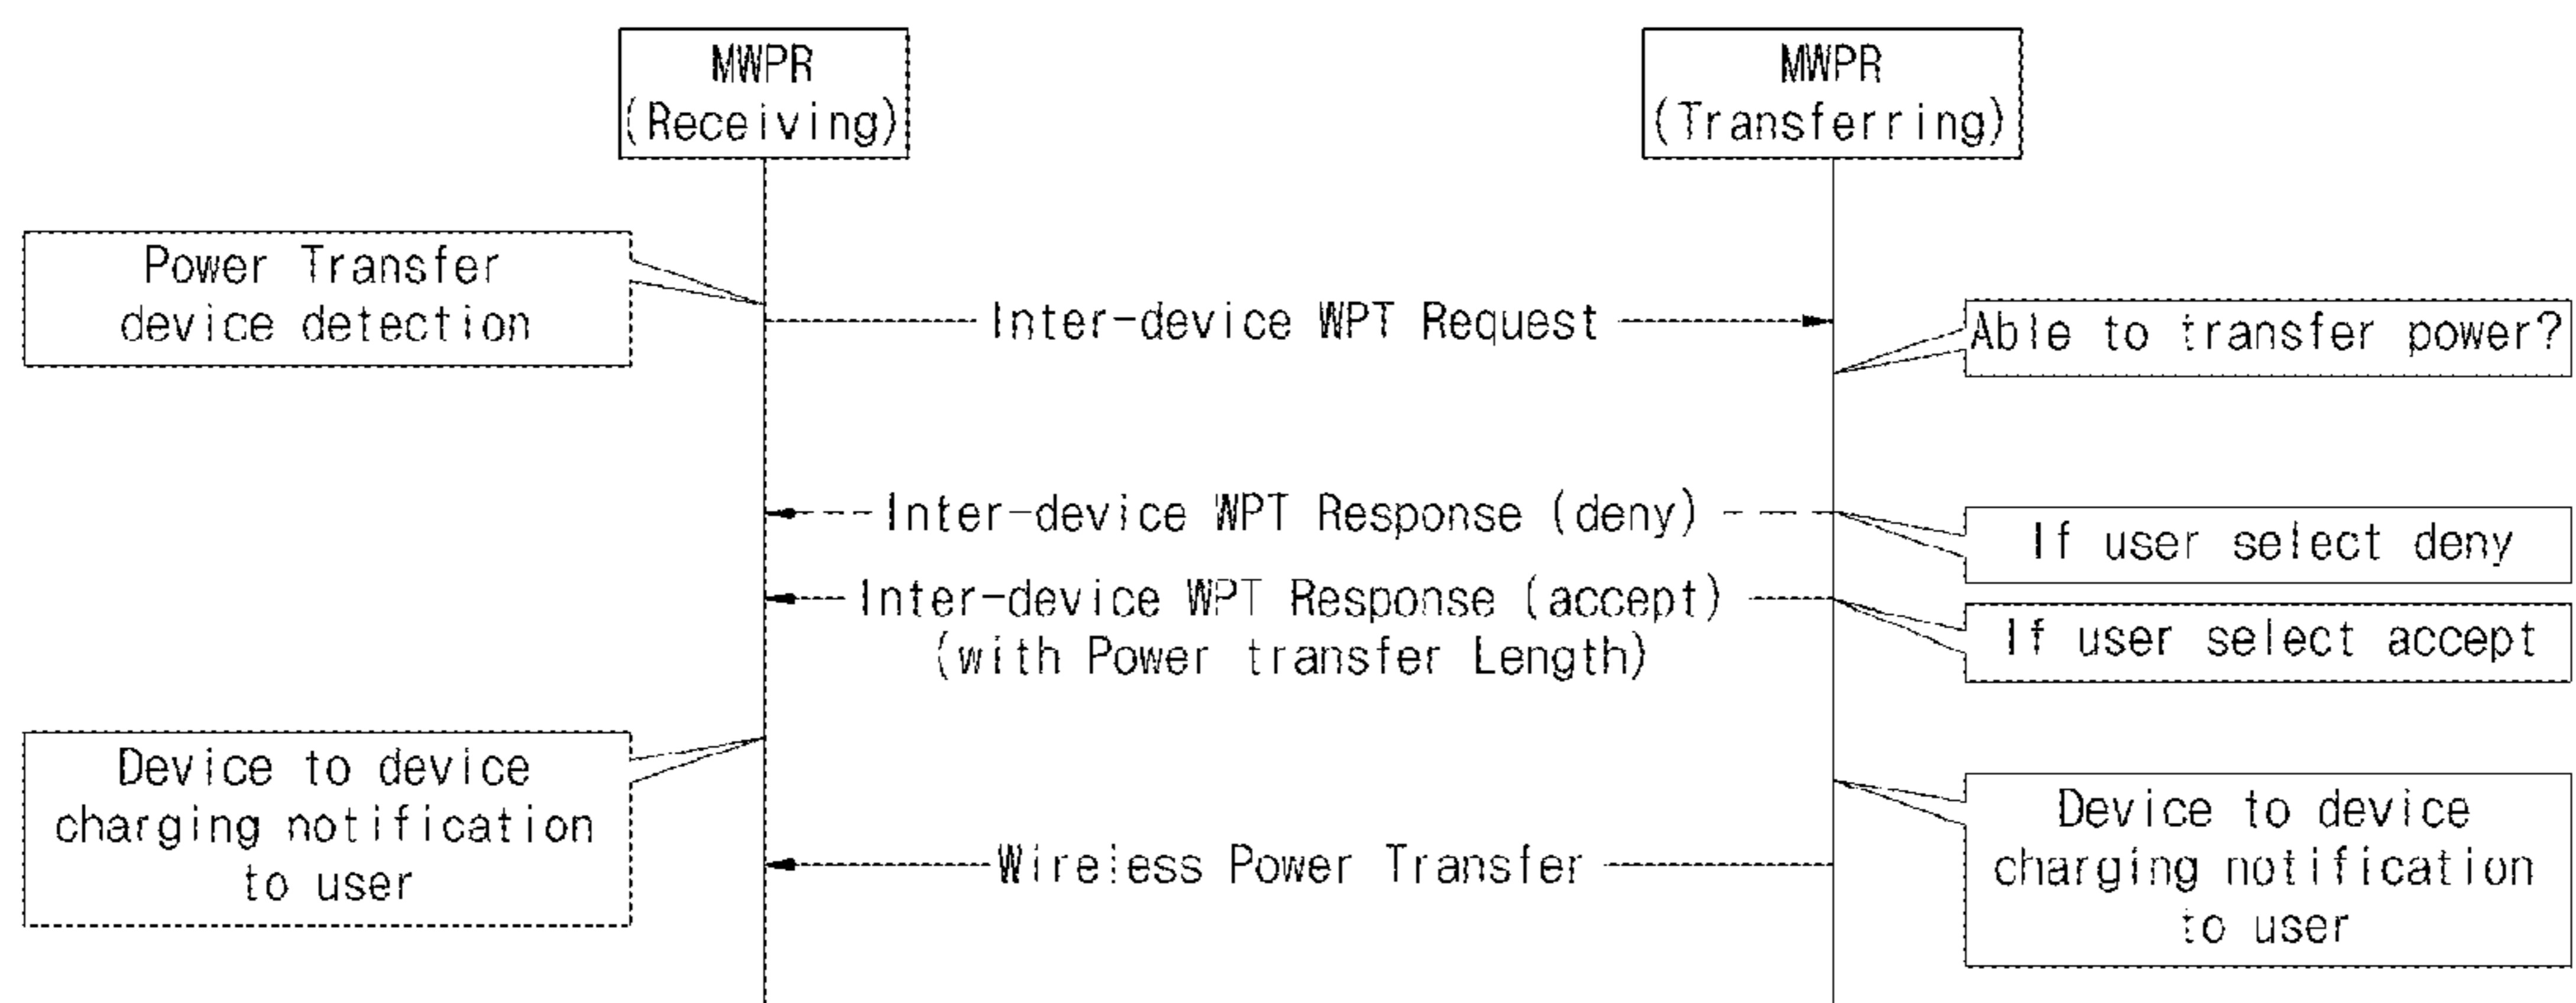 MWPR
(Receiving)
MWPR
(Transferring)
Power Transfer
device detection
Inter-device WPT Request
Able to transfer power?
Inter-device WPT Response (deny)
If user select deny
Inter-device WPT Response (accept)
(with Power transfer Length)
If user select accept
Device to device
charging notification
to user
Wireless Power Transfer
Device to device
charging notification
to user